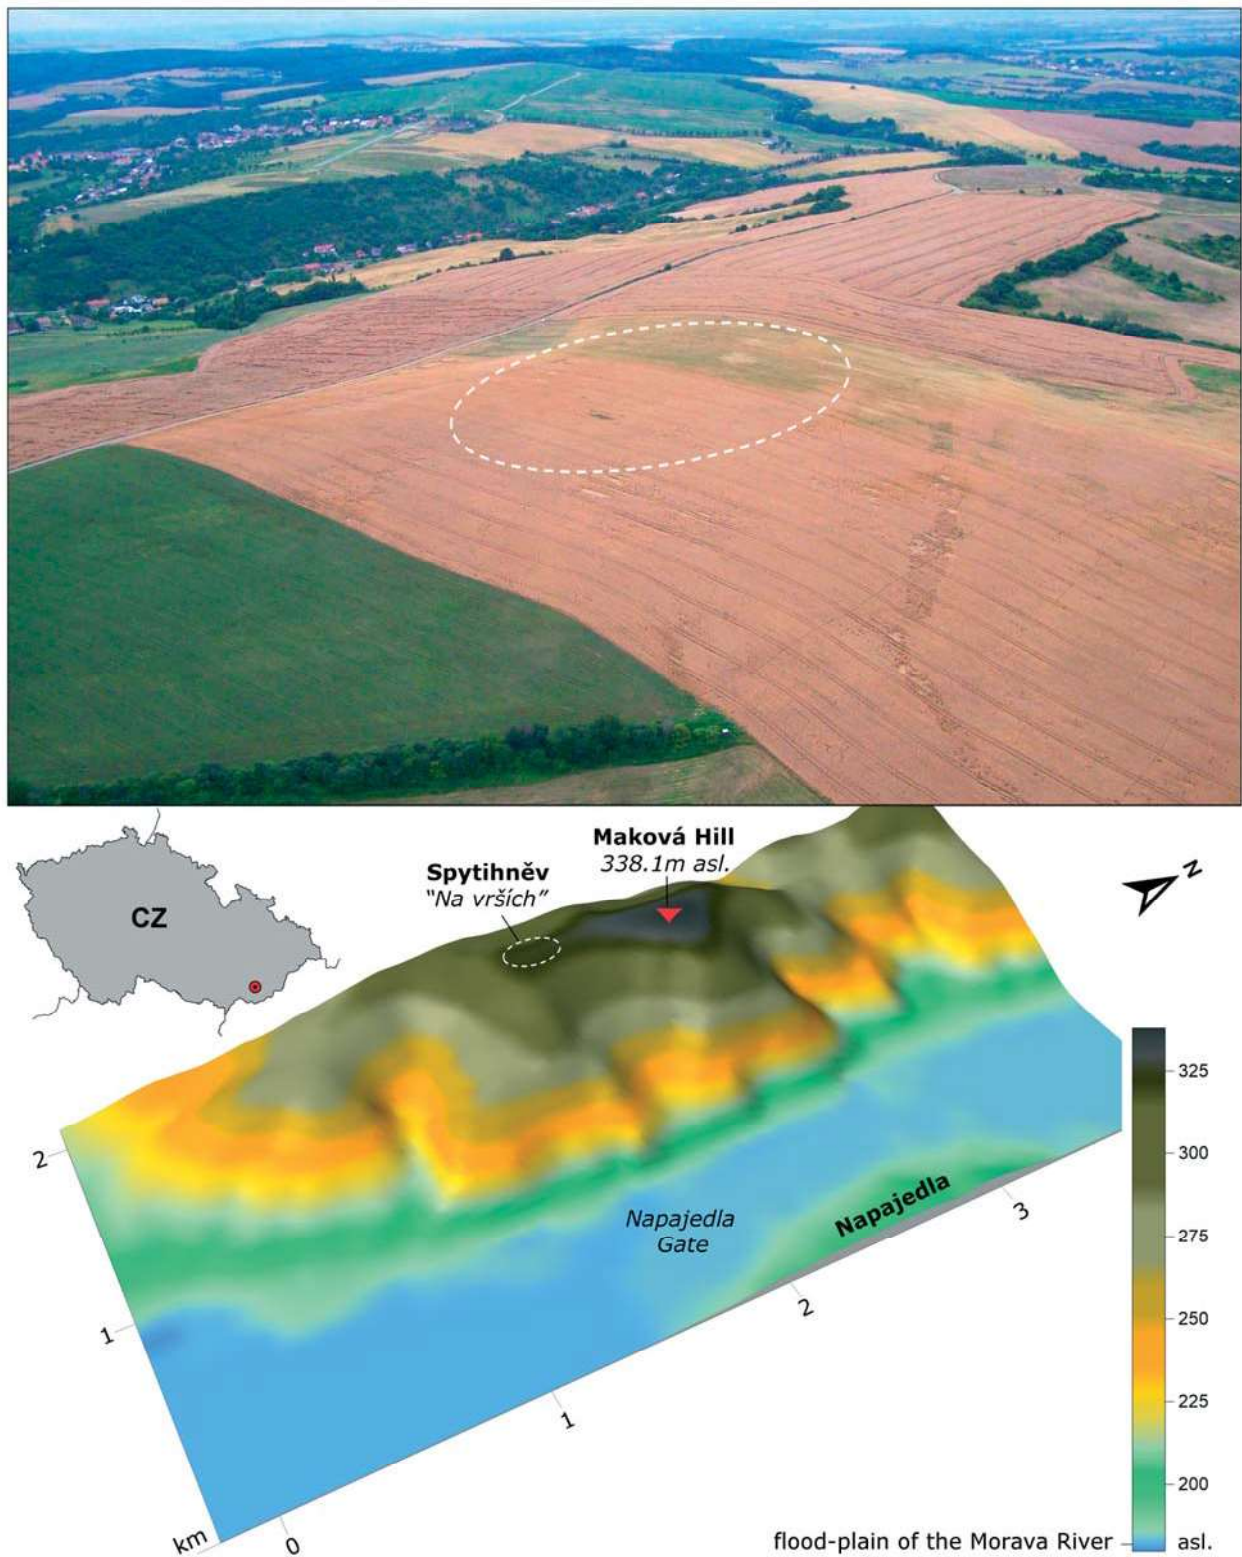 CZ
Maková Hill
338.1m asl.
Spytihněv
“Na vrších”
N
325
300
275
250
225
200
asl.
2
1
km
0
1
2
3
Napajedla
Gate
Napajedla
flood-plain of the Morava River